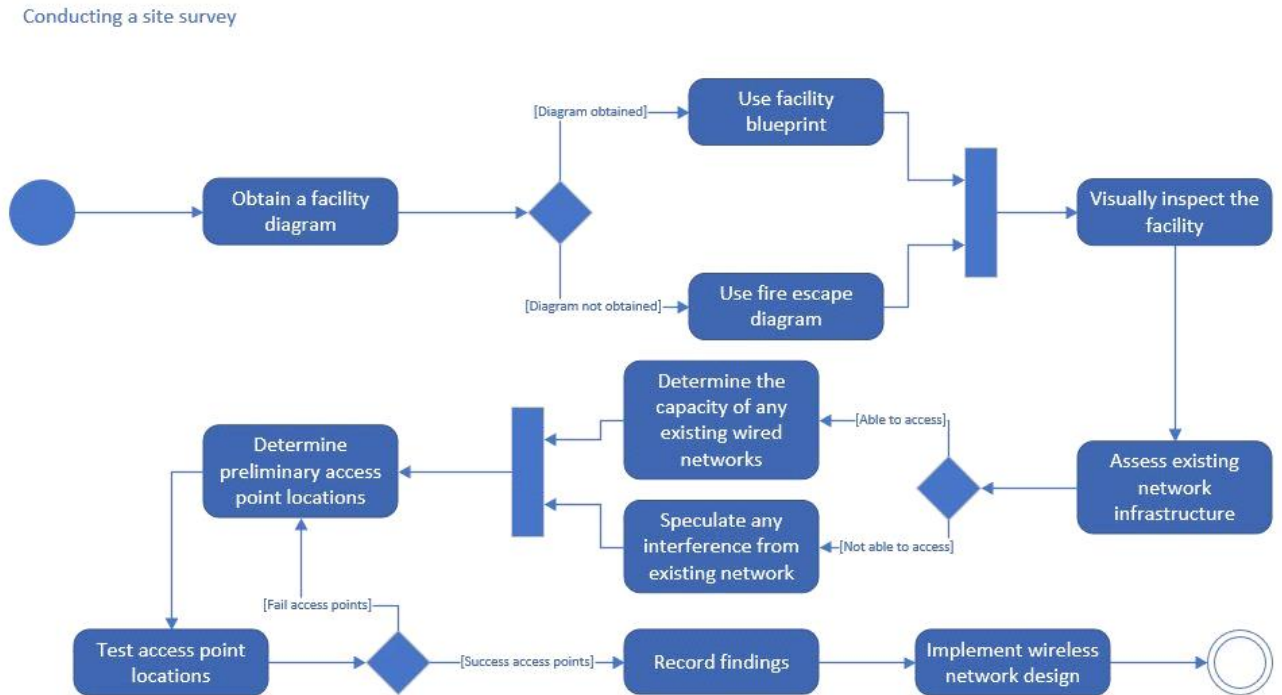 Conducting a site survey
Obtain a facility
diagram
[Diagram obtained]
Use facility
blueprint
[Diagram not obtained]
Use fire escape
diagram
Visually inspect the
facility
Assess existing
network
infrastructure
[Able to access]
Determine the
capacity of any
existing wired
networks
[Not able to access]
Speculate any
interference from
existing network
Determine
preliminary access
point locations
Test access point
locations
[Fail access points]
[Success access points]
Record findings
Implement wireless
network design